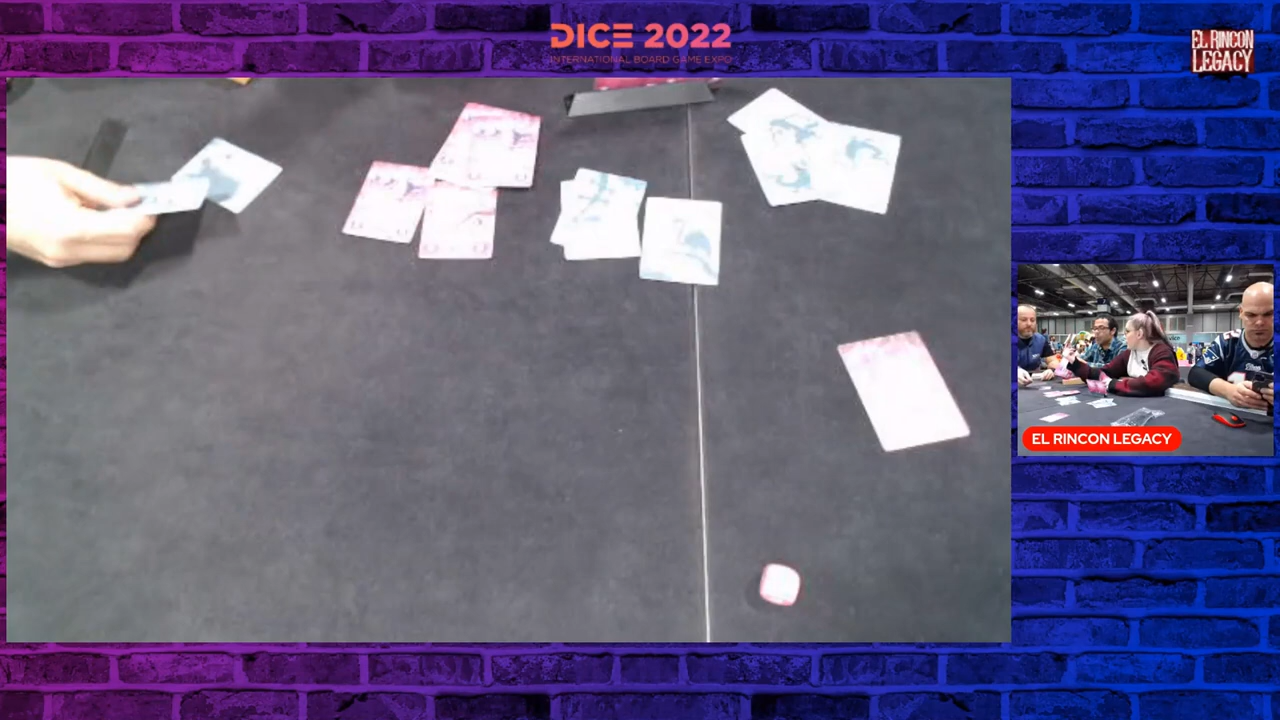 DICE 2022
INTERNATIONAL BOARD GAME EXPO
EL RINCON
LEGACY
EL RINCON LEGACY